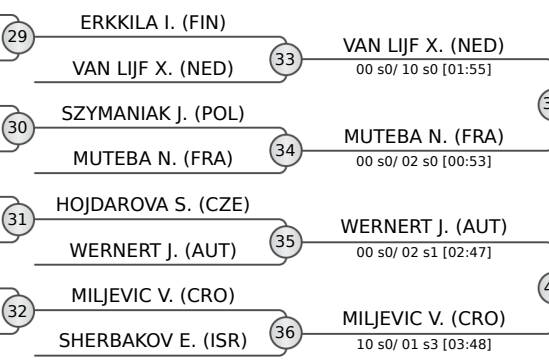 29
ERKKILA I. (FIN)
VAN LIJF X. (NED)
33
VAN LIJF X. (NED)
00 s0/ 10 s0 [01:55]
30
SZYMANIAK J. (POL)
MUTEBA N. (FRA)
34
MUTEBA N. (FRA)
00 s0/ 02 s0 [00:53]
31
HOJDAROVA S. (CZE)
WERNERT J. (AUT)
35
WERNERT J. (AUT)
00 s0/ 02 s1 [02:47]
32
MILJEVIC V. (CRO)
SHERBAKOV E. (ISR)
36
MILJEVIC V. (CRO)
10 s0/ 01 s3 [03:48]